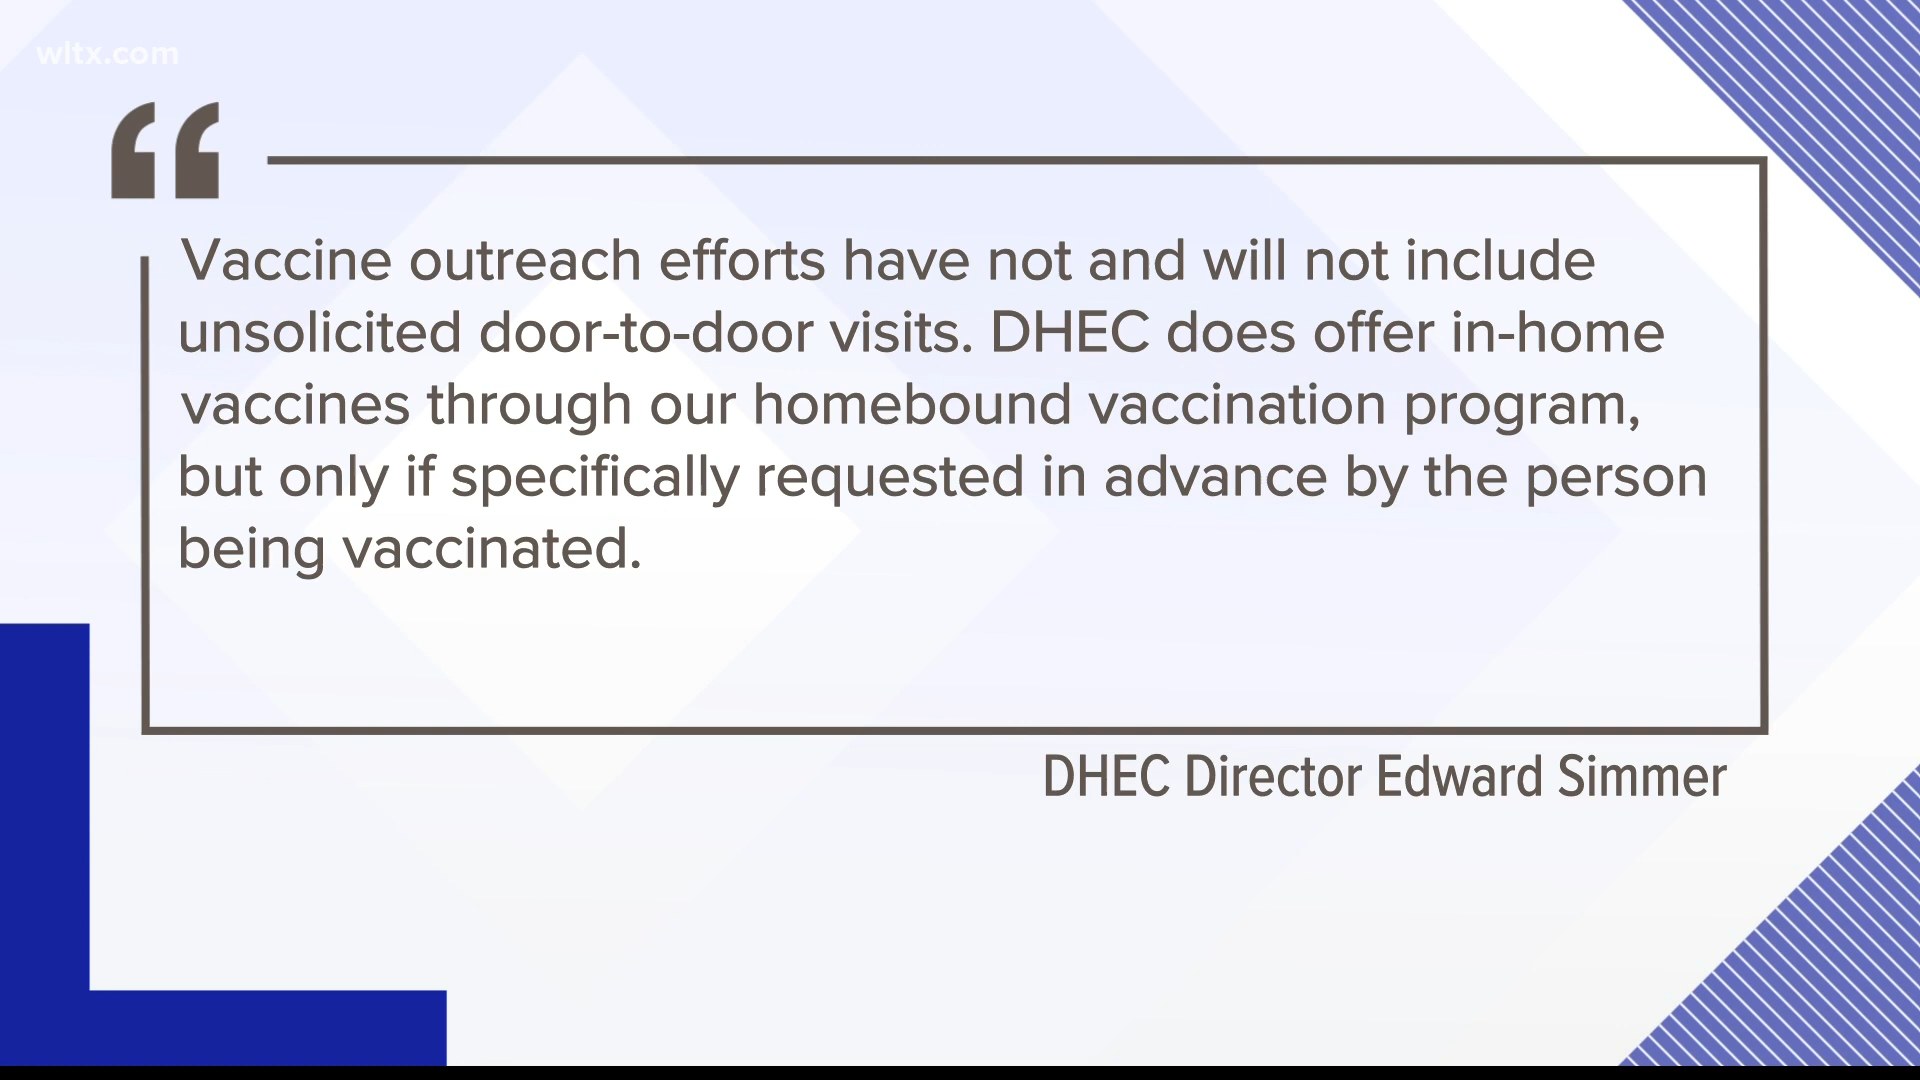 wltx.com
“
Vaccine outreach efforts have not and will not include
unsolicited door-to-door visits. DHEC does offer in-home
vaccines through our homebound vaccination program,
but only if specifically requested in advance by the person
being vaccinated.
DHEC Director Edward Simmer